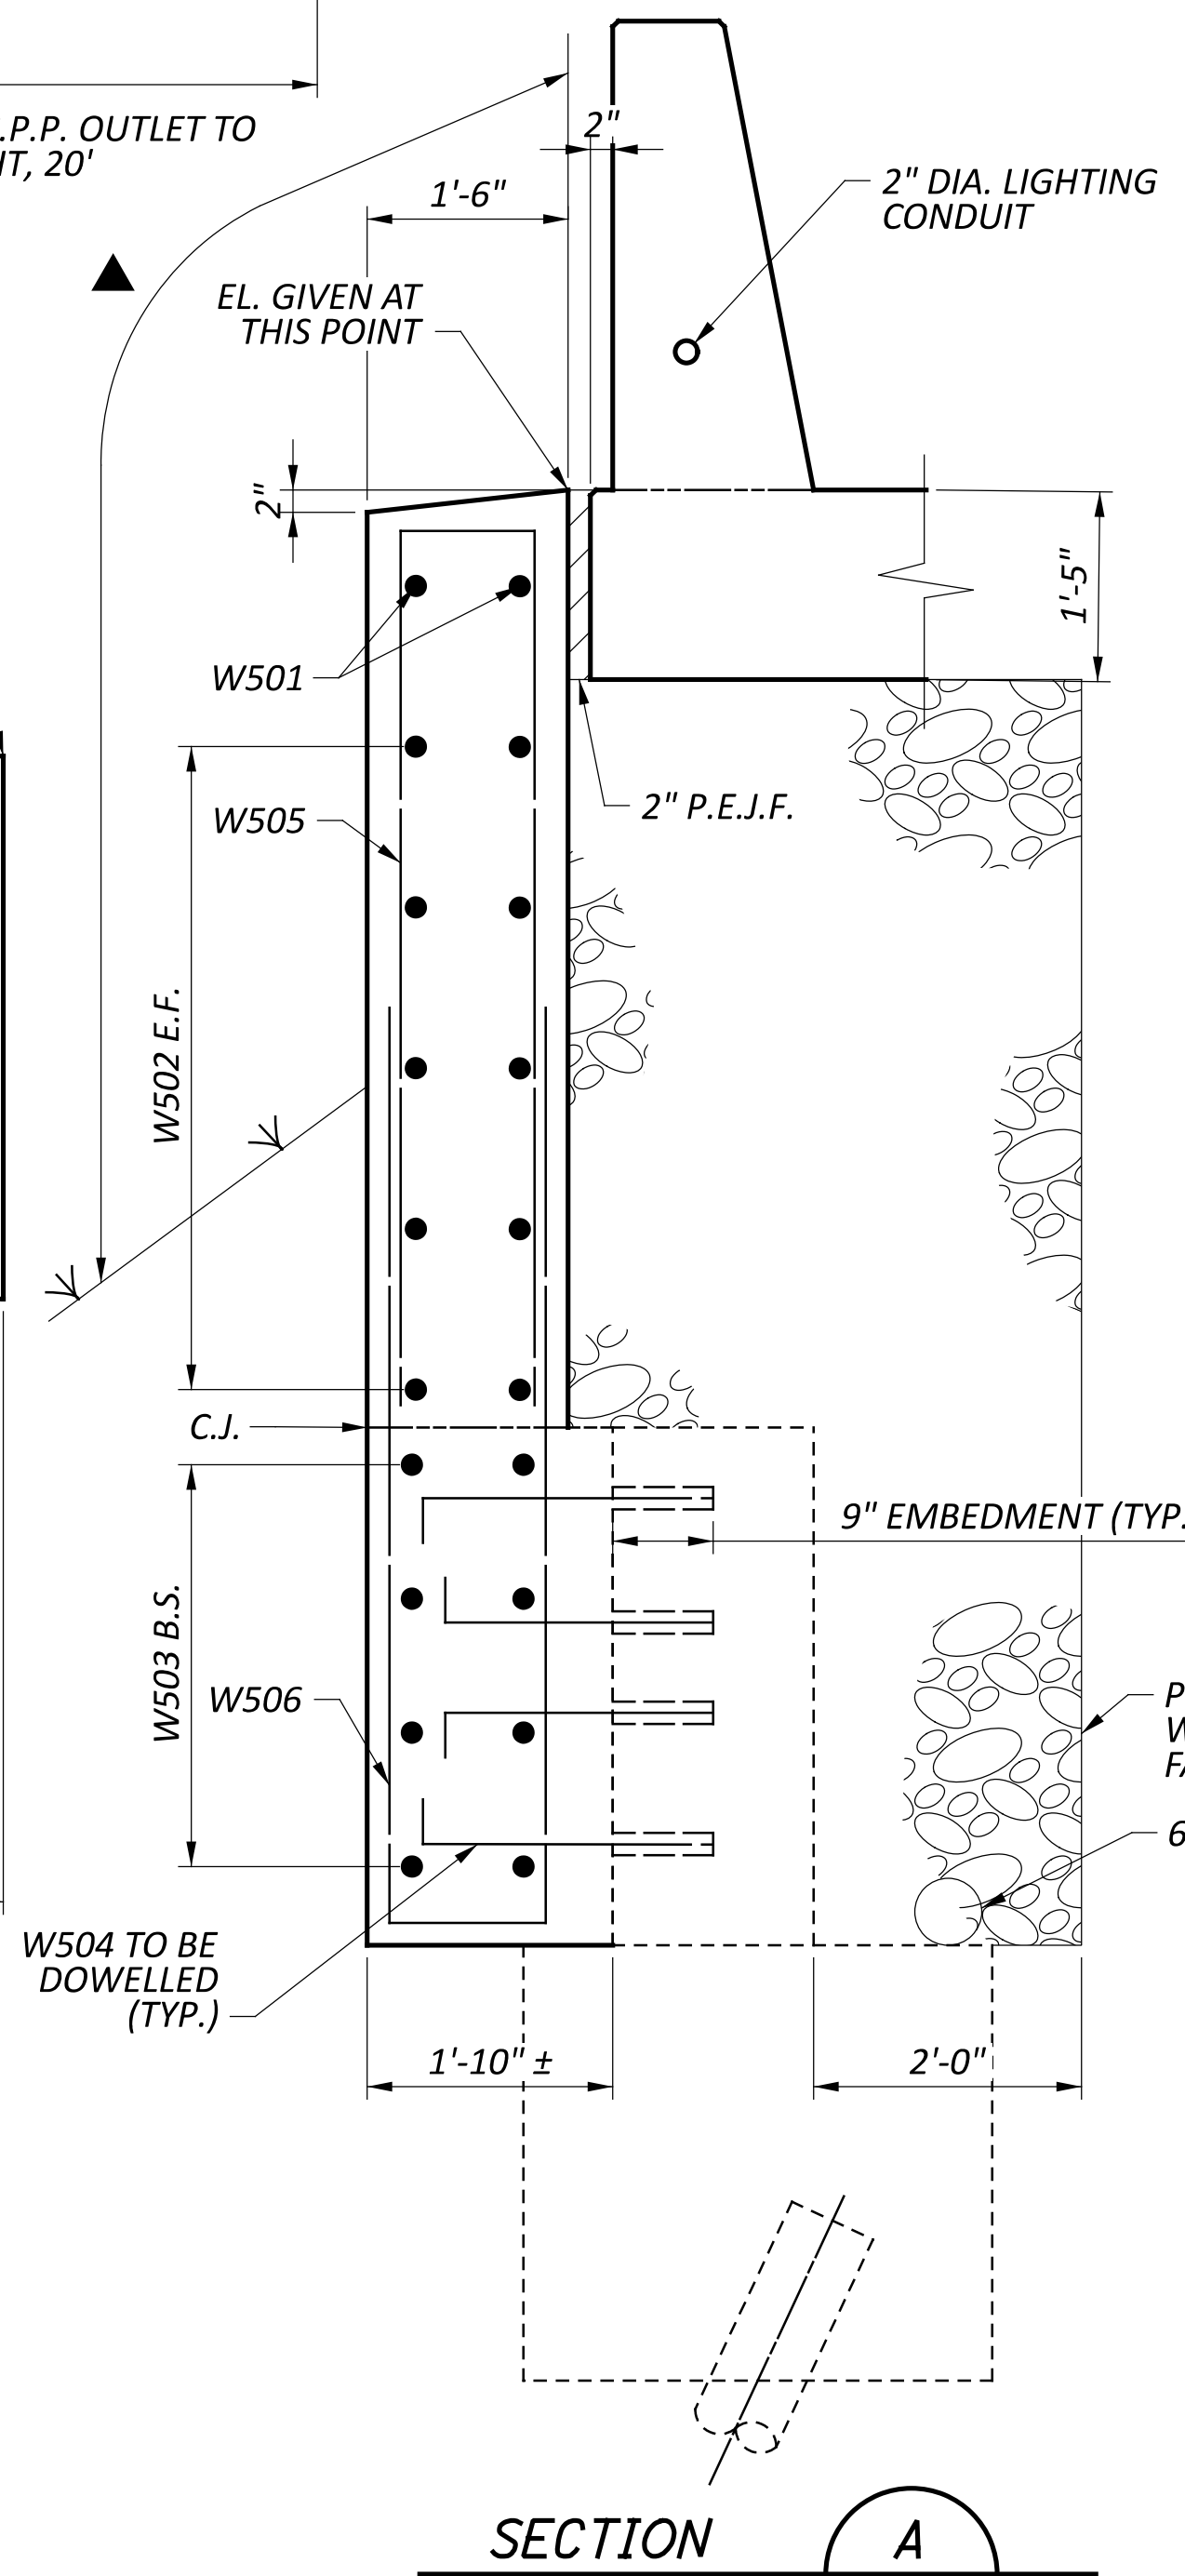 .P.P. OUTLET TO
IT, 20'
2"
1'-6"
2" DIA. LIGHTING
CONDUIT
EL. GIVEN AT
THIS POINT
2"
1'-5"
W501
W505
2" P.E.J.F.
W502 E.F.
C.J.
9" EMBEDMENT (TYP.
W503 B.S.
W506
P
W
FA
6
W504 TO BE
DOWELLED
(TYP.)
1'-10" ±
2'-0"
SECTION A